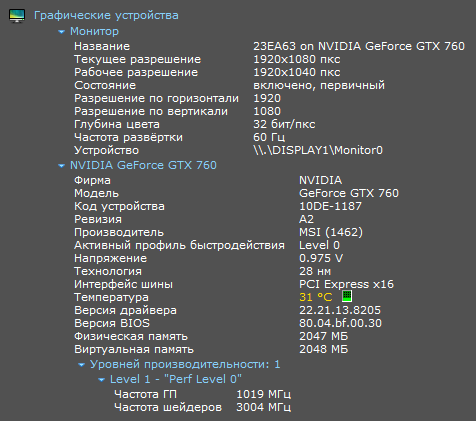 Графические устройства
Монитор
Название 23EA63 on NVIDIA GeForce GTX 760
Текущее разрешение 1920x1080 пкс
Рабочее разрешение 1920x1040 пкс
Состояние включено, первичный
Разрешение по горизонтали 1920
Разрешение по вертикали 1080
Глубина цвета 32 бит/пкс
Частота развёртки 60 Гц
Устройство \\.\DISPLAY1\Monitor0
NVIDIA GeForce GTX 760
Фирма NVIDIA
Модель GeForce GTX 760
Код устройства 10DE-1187
Ревизия A2
Производитель MSI (1462)
Активный профиль быстродействия Level 0
Напряжение 0.975 V
Технология 28 нм
Интерфейс шины PCI Express x16
Температура 31 °C
Версия драйвера 22.21.13.8205
Версия BIOS 80.04.bf.00.30
Физическая память 2047 МБ
Виртуальная память 2048 МБ
Уровней производительности: 1
Level 1 - "Perf Level 0"
Частота ГП 1019 МГц
Частота шейдеров 3004 МГц